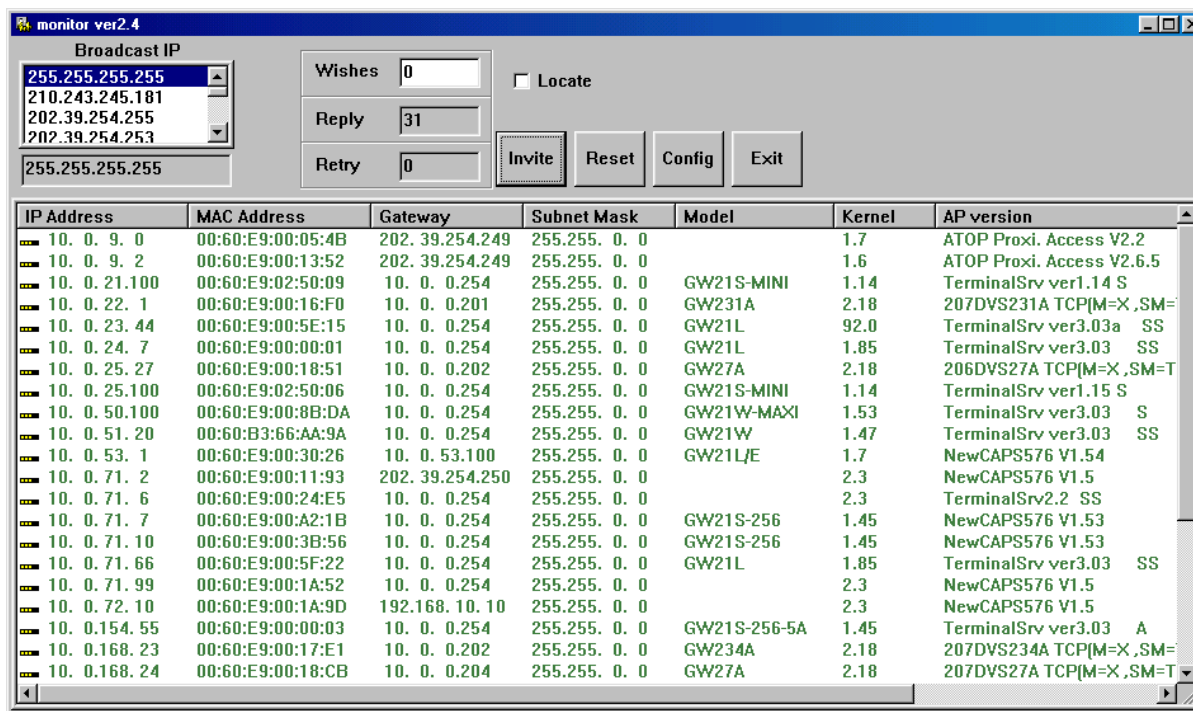 monitor ver2.4
Broadcast IP
255.255.255.255
210.243.245.181
202.39.254.255
202.39.254.253
255.255.255.255
Wishes 0
Reply 31
Retry 0
Locate
Invite Reset Config Exit
IP Address MAC Address Gateway Subnet Mask Model Kernel AP version
10. 0. 9. 0 00:60:E9:00:05:4B 202. 39.254.249 255.255. 0. 0 1.7 ATOP Proxi. Access V2.2
10. 0. 9. 2 00:60:E9:00:13:52 202. 39.254.249 255.255. 0. 0 1.6 ATOP Proxi. Access V2.6.5
10. 0. 21.100 00:60:E9:02:50:09 10. 0. 0.254 255.255. 0. 0 GW21S-MINI 1.14 TerminalSrv ver1.14 S
10. 0. 22. 1 00:60:E9:00:16:F0 10. 0. 0.201 255.255. 0. 0 GW231A 2.18 207DVS231A TCP(M=X ,SM=
10. 0. 23. 44 00:60:E9:00:5E:15 10. 0. 0.254 255.255. 0. 0 GW21L 92.0 TerminalSrv ver3.03a SS
10. 0. 24. 7 00:60:E9:00:00:01 10. 0. 0.254 255.255. 0. 0 GW21L 1.85 TerminalSrv ver3.03 SS
10. 0. 25. 27 00:60:E9:00:18:51 10. 0. 0.202 255.255. 0. 0 GW27A 2.18 206DVS27A TCP(M=X ,SM=T
10. 0. 25.100 00:60:E9:02:50:06 10. 0. 0.254 255.255. 0. 0 GW21S-MINI 1.14 TerminalSrv ver1.15 S
10. 0. 50.100 00:60:E9:00:8B:DA 10. 0. 0.254 255.255. 0. 0 GW21W-MAXI 1.53 TerminalSrv ver3.03 S
10. 0. 51. 20 00:60:B3:66:AA:9A 10. 0. 0.254 255.255. 0. 0 GW21W 1.47 TerminalSrv ver3.03 SS
10. 0. 53. 1 00:60:E9:00:30:26 10. 0. 53.100 255.255. 0. 0 GW21L/E 1.7 NewCAPS576 V1.54
10. 0. 71. 2 00:60:E9:00:11:93 202. 39.254.250 255.255. 0. 0 2.3 NewCAPS576 V1.5
10. 0. 71. 6 00:60:E9:00:24:E5 10. 0. 0.254 255.255. 0. 0 2.3 TerminalSrv2.2 SS
10. 0. 71. 7 00:60:E9:00:A2:1B 10. 0. 0.254 255.255. 0. 0 GW21S-256 1.45 NewCAPS576 V1.53
10. 0. 71. 10 00:60:E9:00:3B:56 10. 0. 0.254 255.255. 0. 0 GW21S-256 1.45 NewCAPS576 V1.53
10. 0. 71. 66 00:60:E9:00:5F:22 10. 0. 0.254 255.255. 0. 0 GW21L 1.85 TerminalSrv ver3.03 SS
10. 0. 71. 99 00:60:E9:00:1A:52 10. 0. 0.254 255.255. 0. 0 2.3 NewCAPS576 V1.5
10. 0. 72. 10 00:60:E9:00:1A:9D 192.168. 10. 10 255.255. 0. 0 2.3 NewCAPS576 V1.5
10. 0.154. 55 00:60:E9:00:00:03 10. 0. 0.254 255.255. 0. 0 GW21S-256-5A 1.45 TerminalSrv ver3.03 A
10. 0.168. 23 00:60:E9:00:17:E1 10. 0. 0.202 255.255. 0. 0 GW234A 2.18 207DVS234A TCP(M=X ,SM=
10. 0.168. 24 00:60:E9:00:18:CB 10. 0. 0.204 255.255. 0. 0 GW27A 2.18 207DVS27A TCP(M=X ,SM=T